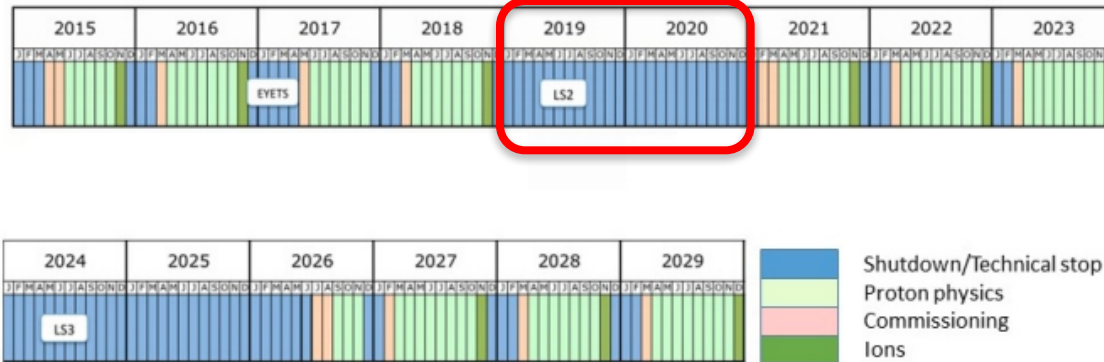 2015 2016 2017 2018 2019 2020 2021 2022 2023
J F M A M J J A S O N D J F M A M J J A S O N D J F M A M J J A S O N D J F M A M J J A S O N D J F M A M J J A S O N D J F M A M J J A S O N D J F M A M J J A S O N D J F M A M J J A S O N D J F M A M J J A S O N
EYETS LS2
2024 2025 2026 2027 2028 2029
J F M A M J J A S O N D J F M A M J J A S O N D J F M A M J J A S O N D J F M A M J J A S O N D J F M A M J J A S O N D J F M A M J J A S O N D
LS3
Shutdown/Technical stop
Proton physics
Commissioning
Ions